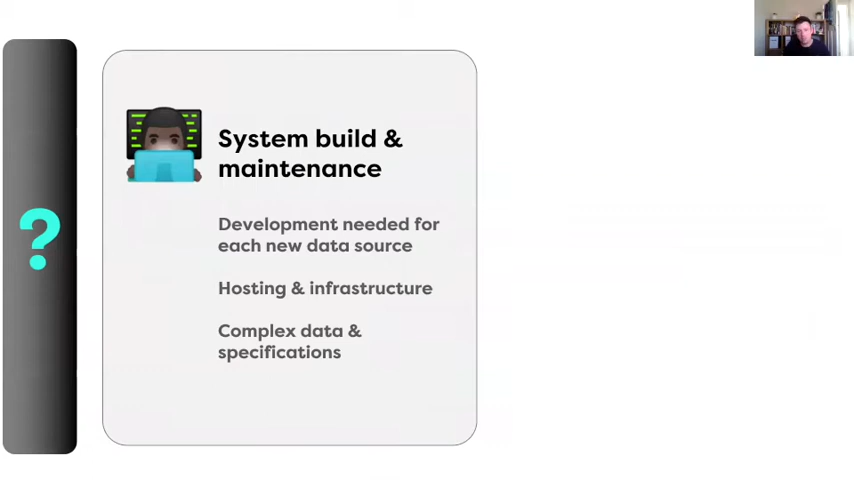 ?
System build &
maintenance
Development needed for
each new data source
Hosting & infrastructure
Complex data &
specifications